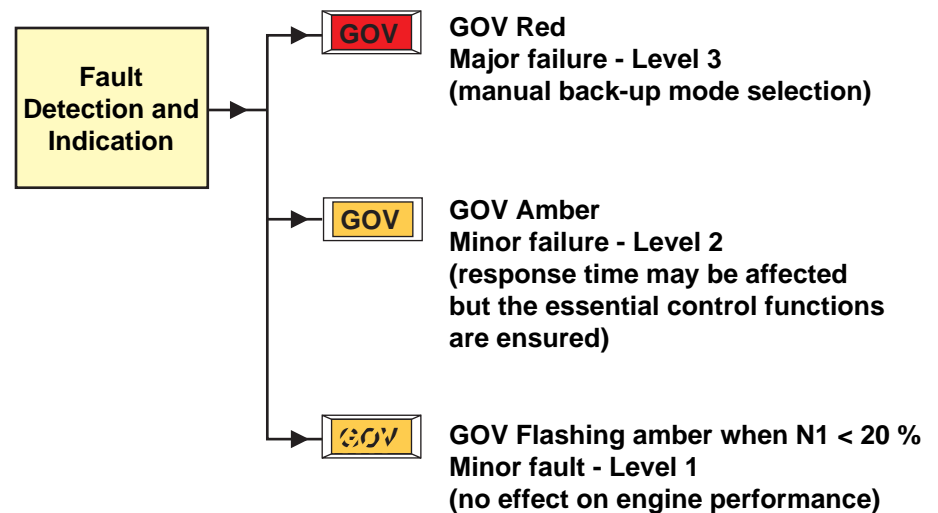 Fault
Detection and
Indication
GOV
GOV Red
Major failure - Level 3
(manual back-up mode selection)
GOV
GOV Amber
Minor failure - Level 2
(response time may be affected
but the essential control functions
are ensured)
GOV
GOV Flashing amber when N1 < 20 %
Minor fault - Level 1
(no effect on engine performance)